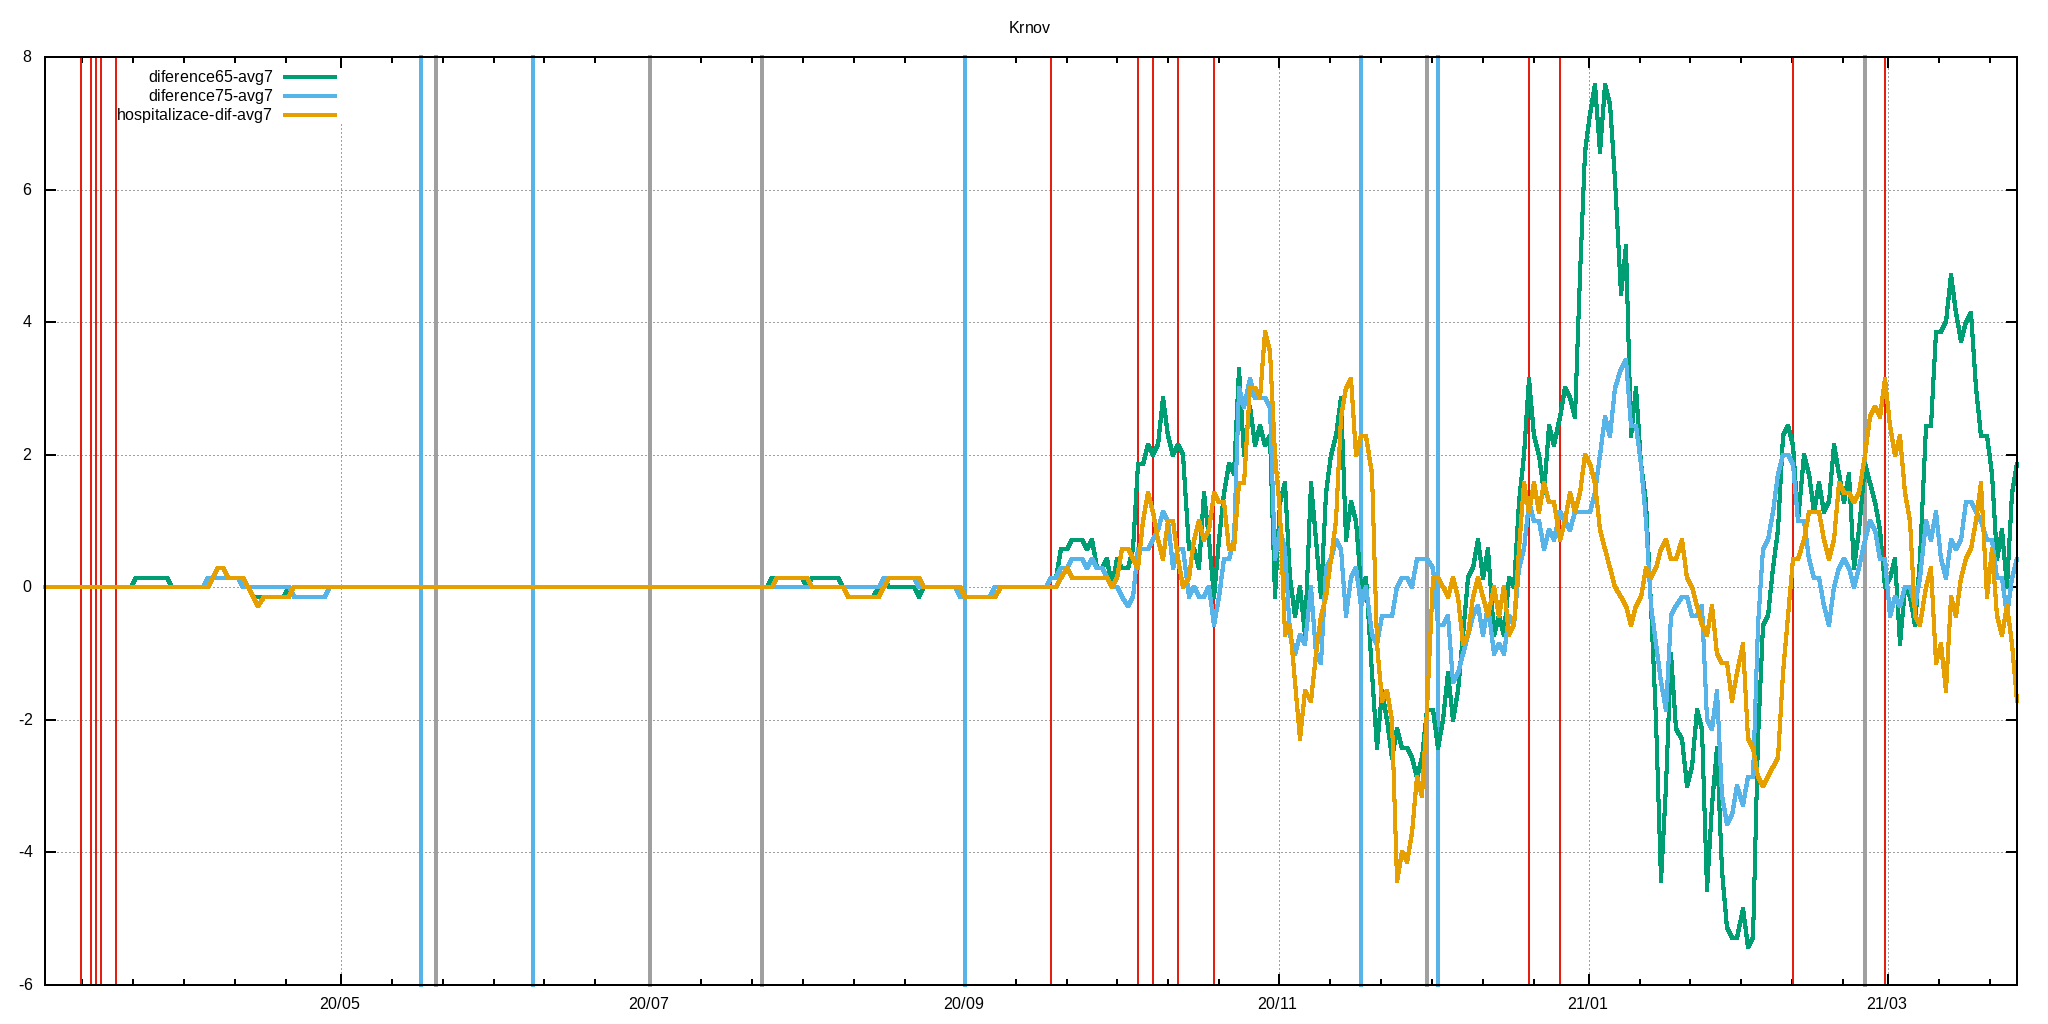 Krnov
8
diference65-avg7
diference75-avg7
hospitalizace-dif-avg7
6
4
2
0
-2
-4
-6
20/05 20/07 20/09 20/11 21/01 21/03